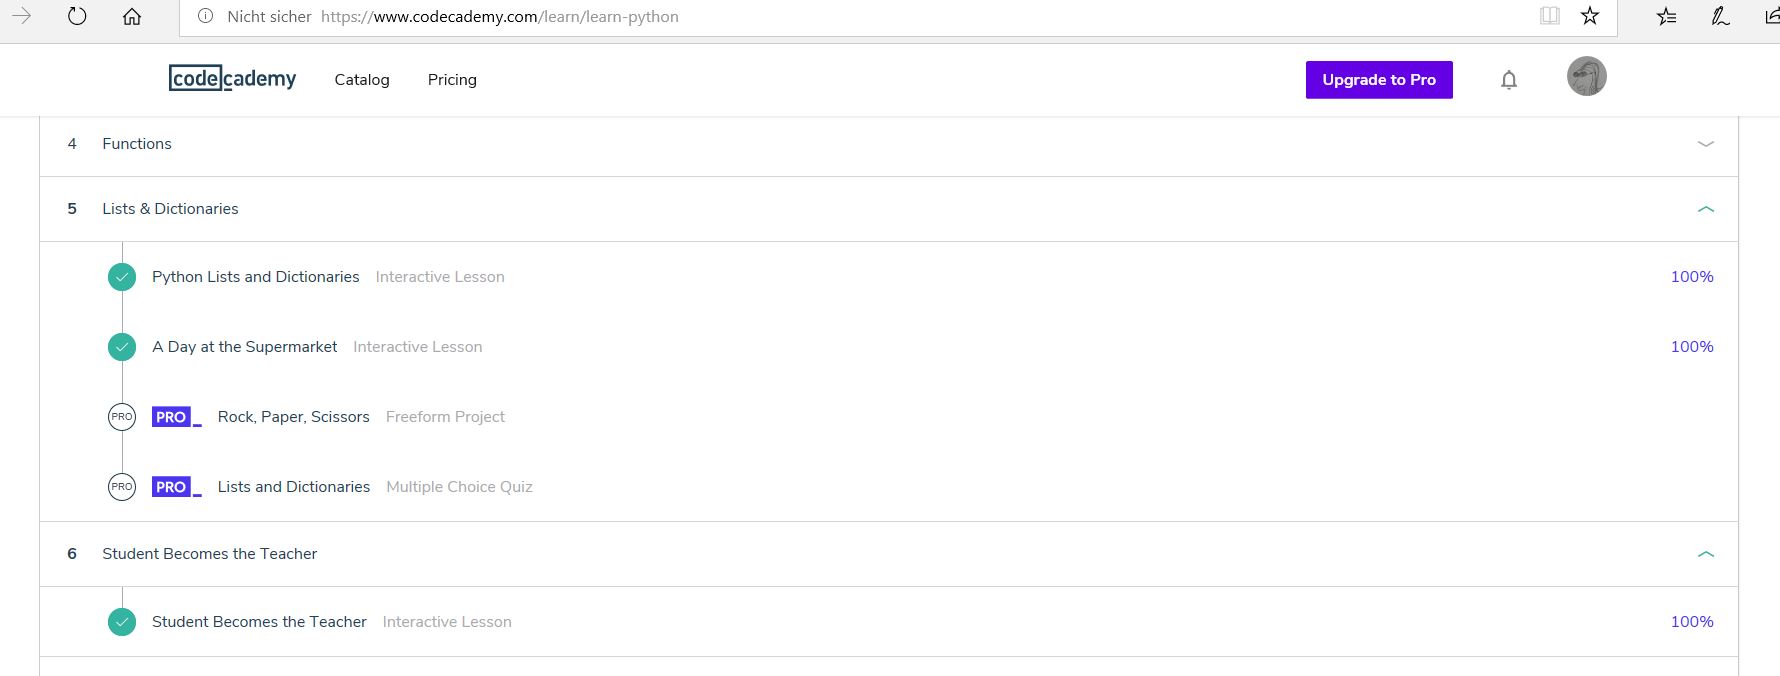 Nicht sicher https://www.codecademy.com/learn/learn-python
codecademy Catalog Pricing Upgrade to Pro
4 Functions
5 Lists & Dictionaries
Python Lists and Dictionaries Interactive Lesson 100%
A Day at the Supermarket Interactive Lesson 100%
PRO PRO_ Rock, Paper, Scissors Freeform Project
PRO PRO_ Lists and Dictionaries Multiple Choice Quiz
6 Student Becomes the Teacher
Student Becomes the Teacher Interactive Lesson 100%